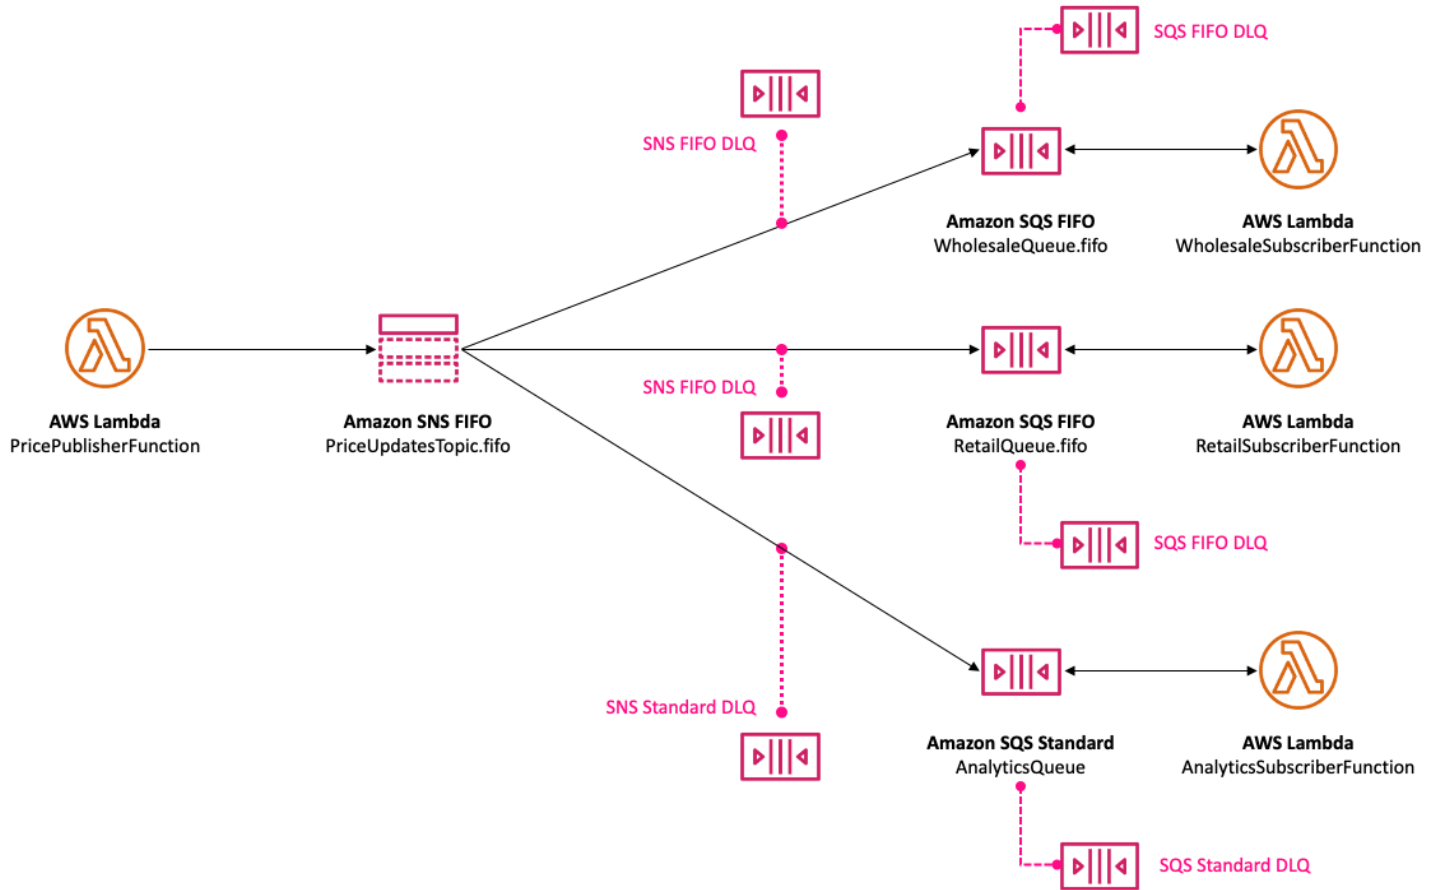 SQS FIFO DLQ
SNS FIFO DLQ
Amazon SQS FIFO
WholesaleQueue.fifo
AWS Lambda
WholesaleSubscriberFunction
AWS Lambda
PricePublisherFunction
Amazon SNS FIFO
PriceUpdatesTopic.fifo
SNS FIFO DLQ
Amazon SQS FIFO
RetailQueue.fifo
AWS Lambda
RetailSubscriberFunction
SQS FIFO DLQ
SNS Standard DLQ
Amazon SQS Standard
AnalyticsQueue
AWS Lambda
AnalyticsSubscriberFunction
SQS Standard DLQ